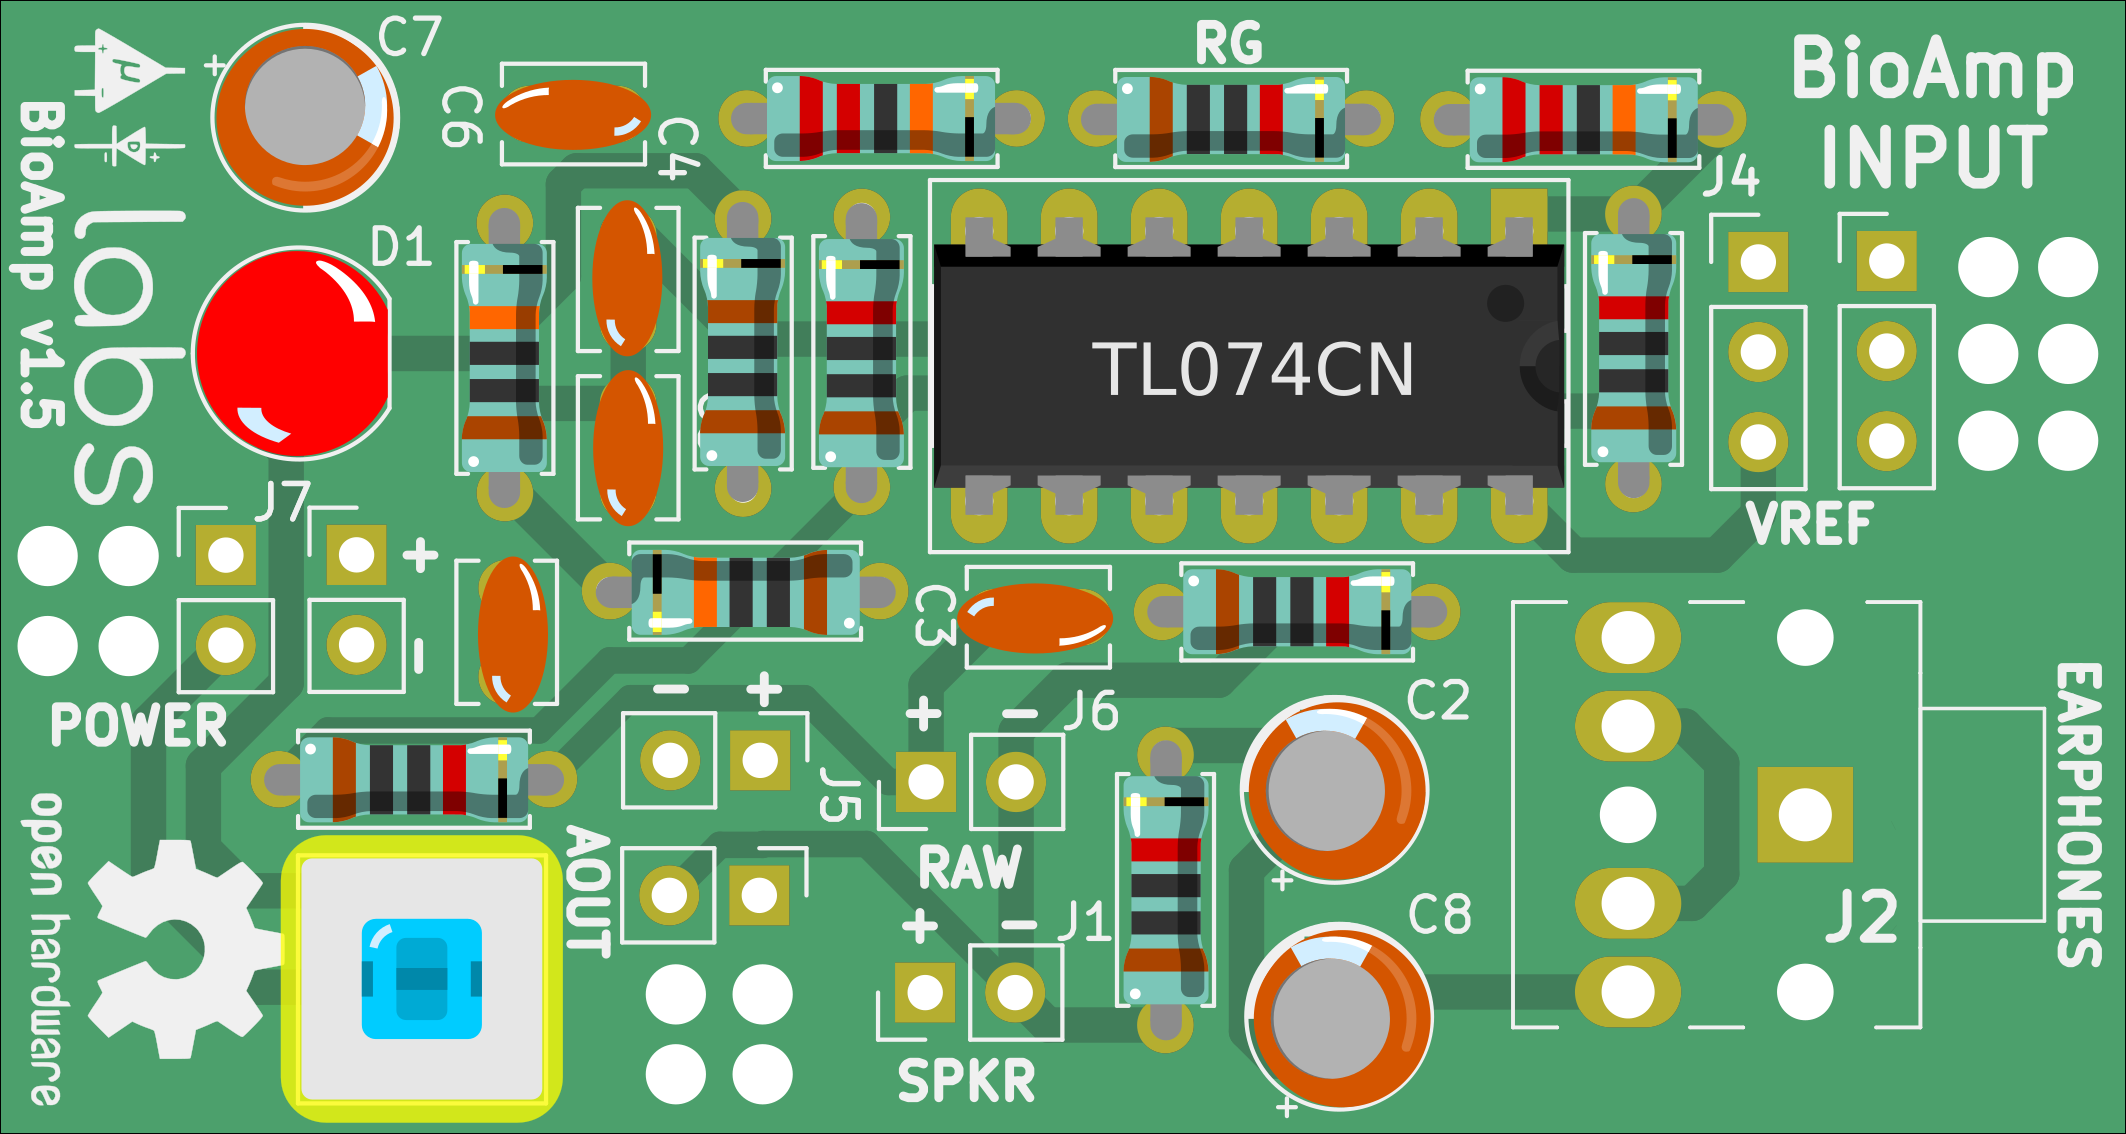 C7
RG
BioAmp
INPUT
μ
D
BioAmp v1.5
labs
C6
C4
J4
D1
TL074CN
VREF
J7
+
-
POWER
C3
- +
J5
+ -
J6
C2
RAW
AOUT
+ -
J1
C8
SPKR
J2
EARPHONES
open hardware